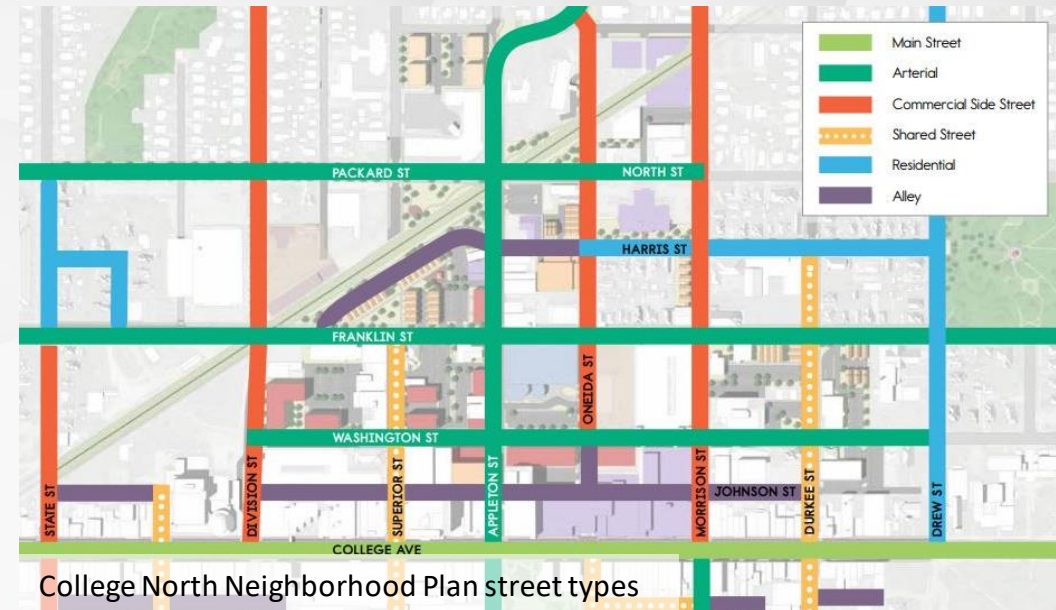 Main Street
Arterial
Commercial Side Street
Shared Street
Residential
Alley
PACKARD ST
NORTH ST
HARRIS ST
FRANKLIN ST
ONEIDA ST
WASHINGTON ST
STATE ST
DIVISION ST
SUPERIOR ST
APPLETON ST
MORRISON ST
JOHNSON ST
DURKEE ST
DREW ST
COLLEGE AVE
College North Neighborhood Plan street types